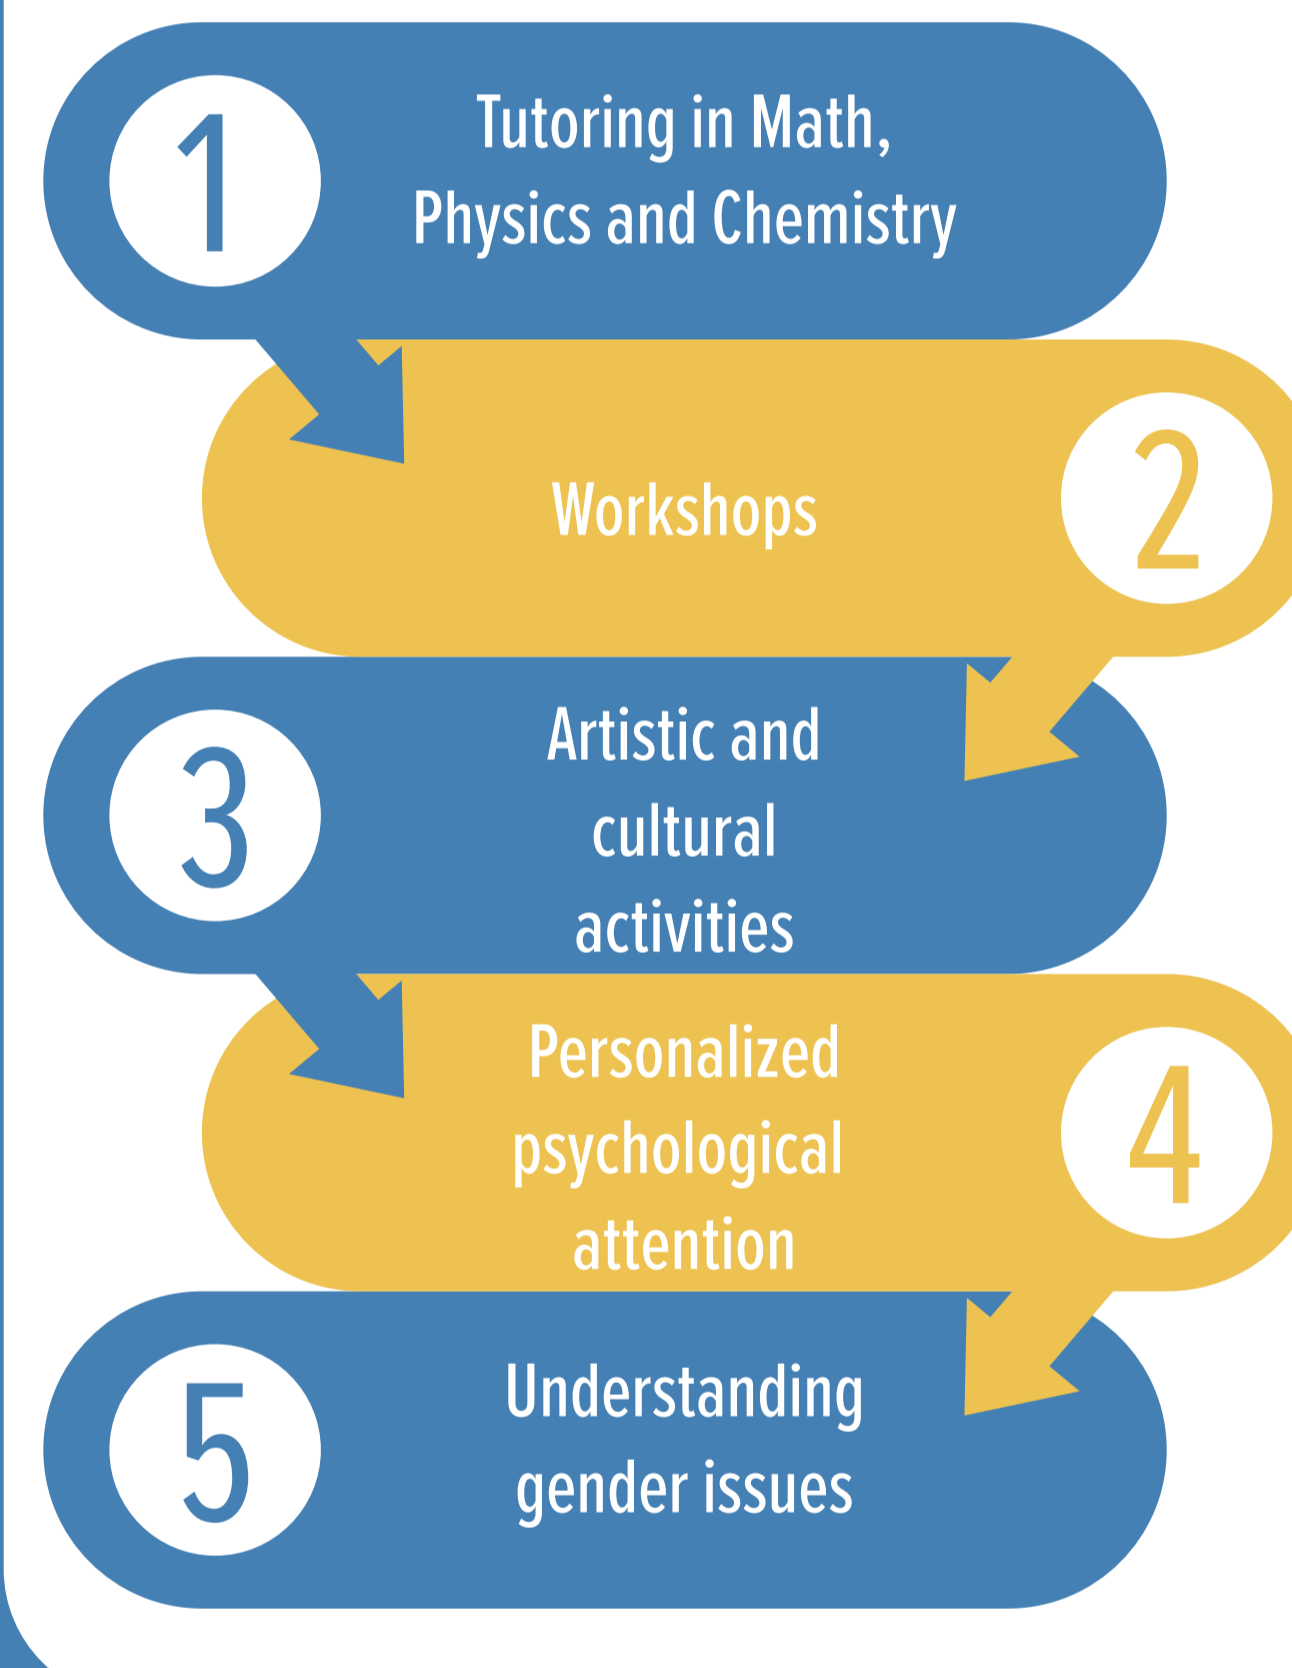 1
Tutoring in Math,
Physics and Chemistry
Workshops
2
3
Artistic and
cultural
activities
Personalized
psychological
attention
4
5
Understanding
gender issues